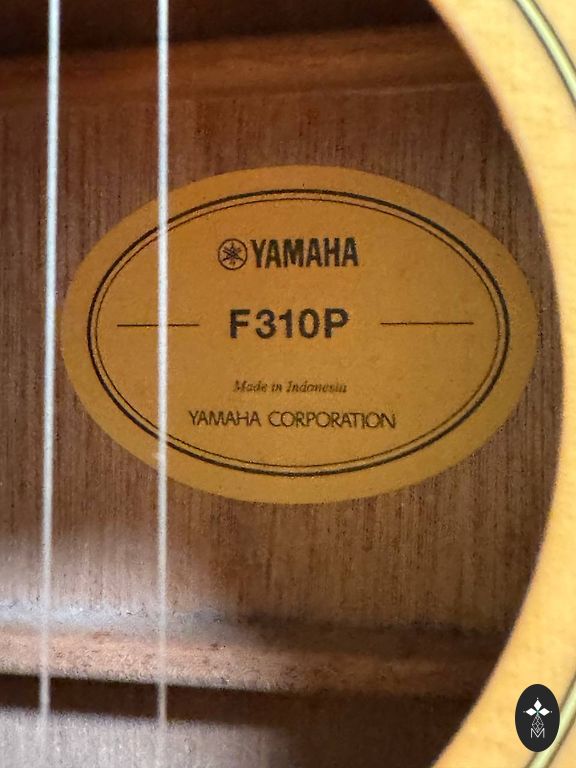 YAMAHA
F310P
Made in Indonesia
YAMAHA CORPORATION
M